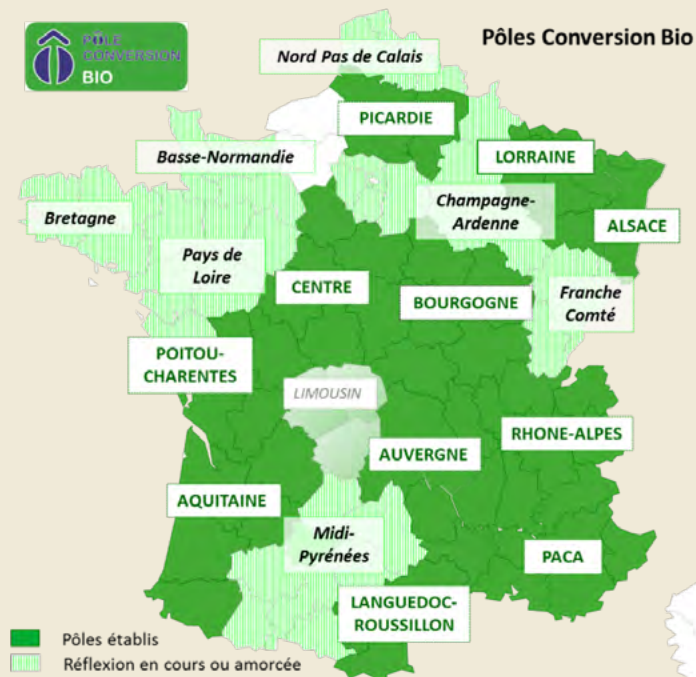 PÔLE
CONVERSION
BIO
Pôles Conversion Bio
Nord Pas de Calais
PICARDIE
Basse-Normandie
LORRAINE
Bretagne
Champagne-
Ardenne
ALSACE
Pays de
Loire
CENTRE
BOURGOGNE
Franche
Comté
POITOU-
CHARENTES
LIMOUSIN
RHONE-ALPES
AUVERGNE
AQUITAINE
Midi-
Pyrénées
PACA
LANGUEDOC-
ROUSSILLON
Pôles établis
Réflexion en cours ou amorcée